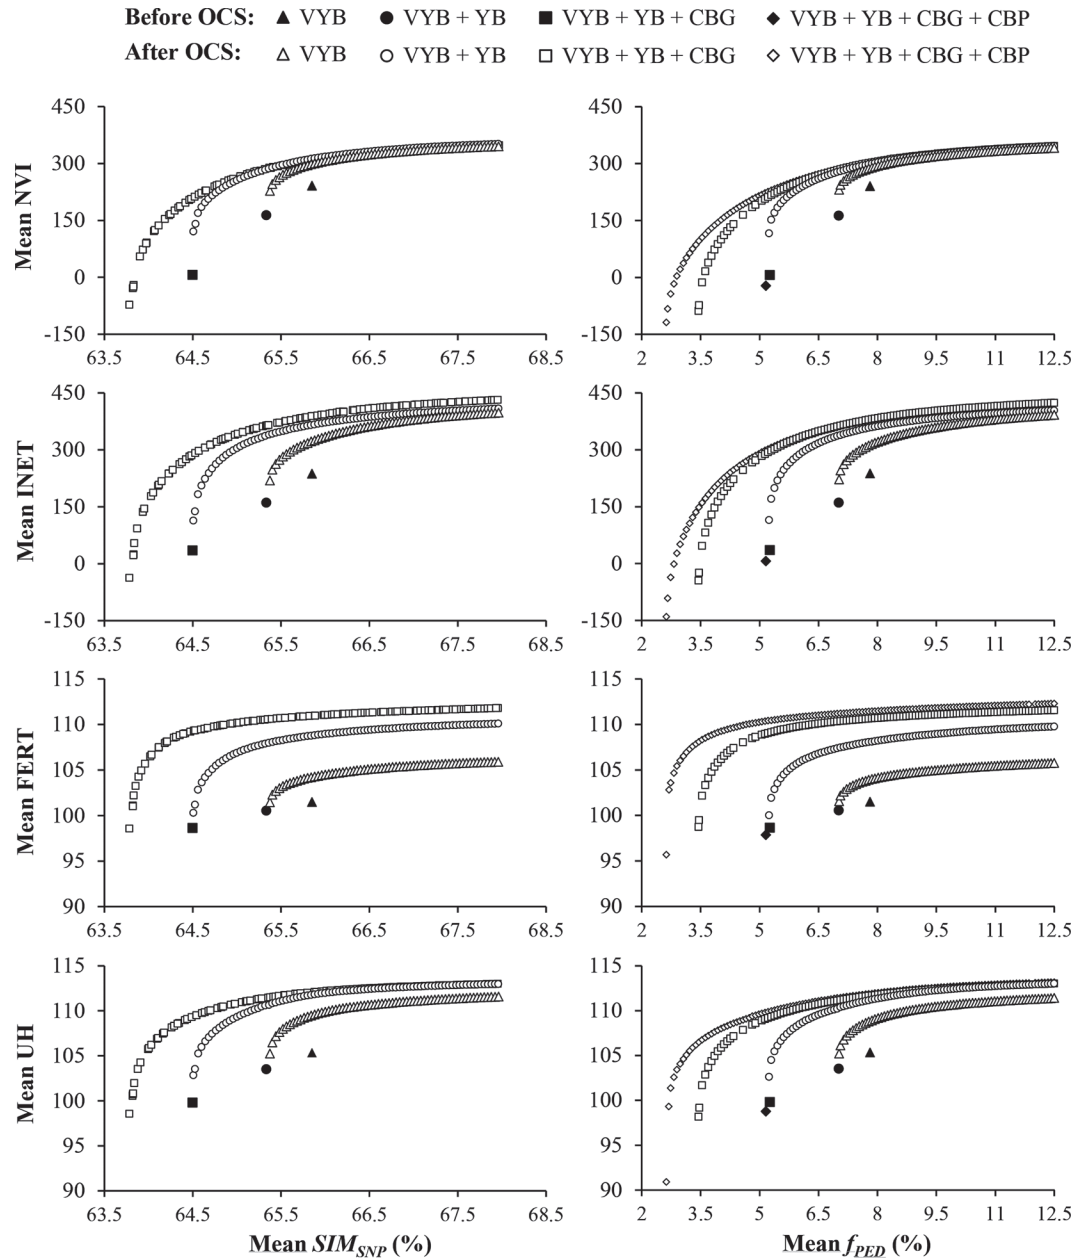 Before OCS: ▲ VYB ● VYB + YB ■ VYB + YB + CBG ◆ VYB + YB + CBG + CBP
After OCS: △ VYB ○ VYB + YB □ VYB + YB + CBG ◇ VYB + YB + CBG + CBP
Mean NVI
450
300
150
0
-150
63.5 64.5 65.5 66.5 67.5 68.5
450
300
150
0
-150
2 3.5 5 6.5 8 9.5 11 12.5
Mean INET
450
300
150
0
-150
63.5 64.5 65.5 66.5 67.5 68.5
450
300
150
0
-150
2 3.5 5 6.5 8 9.5 11 12.5
Mean FERT
115
110
105
100
95
90
63.5 64.5 65.5 66.5 67.5 68.5
115
110
105
100
95
90
2 3.5 5 6.5 8 9.5 11 12.5
Mean UH
115
110
105
100
95
90
63.5 64.5 65.5 66.5 67.5 68.5
Mean SIM_SNP (%)
115
110
105
100
95
90
2 3.5 5 6.5 8 9.5 11 12.5
Mean f_PED (%)